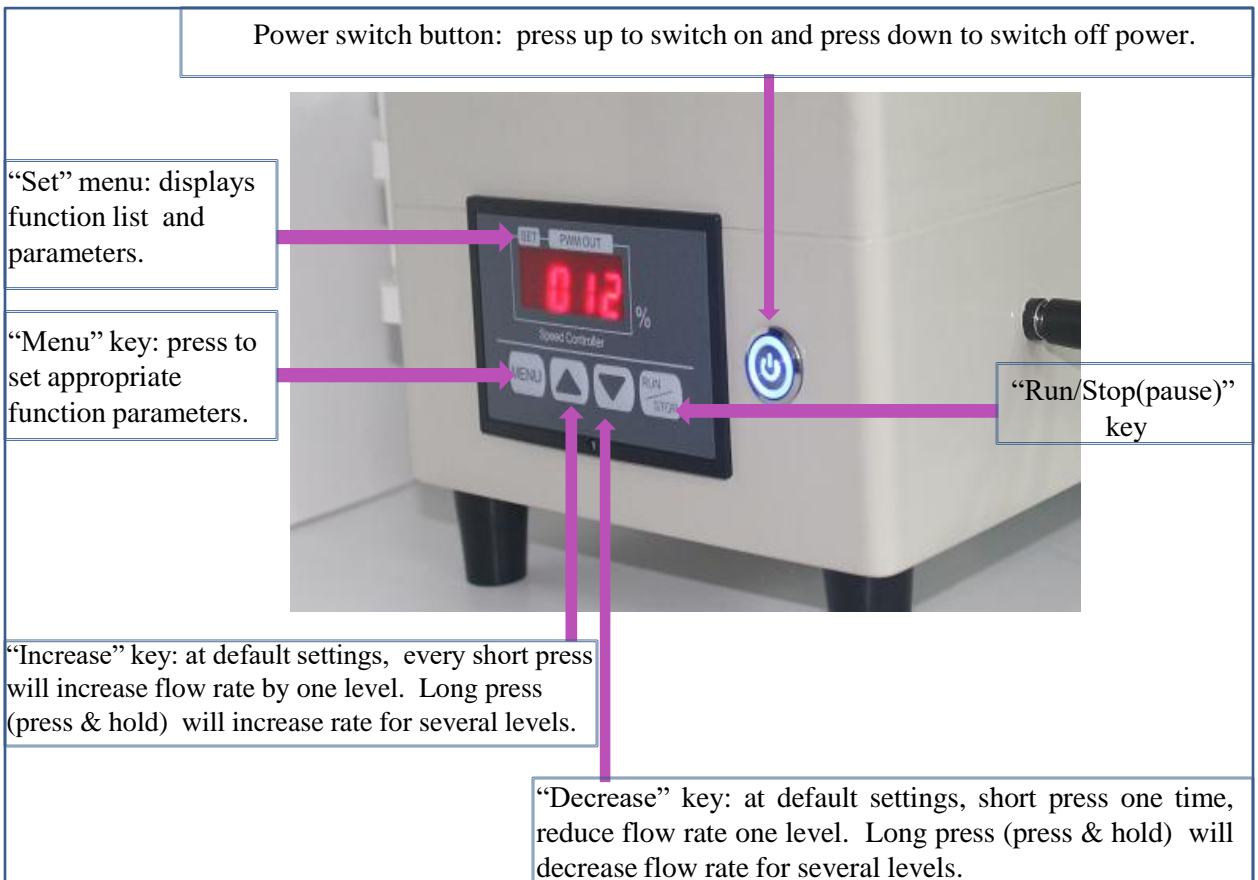 Power switch button: press up to switch on and press down to switch off power.
“Set” menu: displays
function list and
parameters.
SET PWM OUT
012
%
Speed Controller
“Menu” key: press to
set appropriate
function parameters.
MENU
RUN
STOP
“Run/Stop(pause)”
key
“Increase” key: at default settings, every short press
will increase flow rate by one level. Long press
(press & hold) will increase rate for several levels.
“Decrease” key: at default settings, short press one time,
reduce flow rate one level. Long press (press & hold) will
decrease flow rate for several levels.